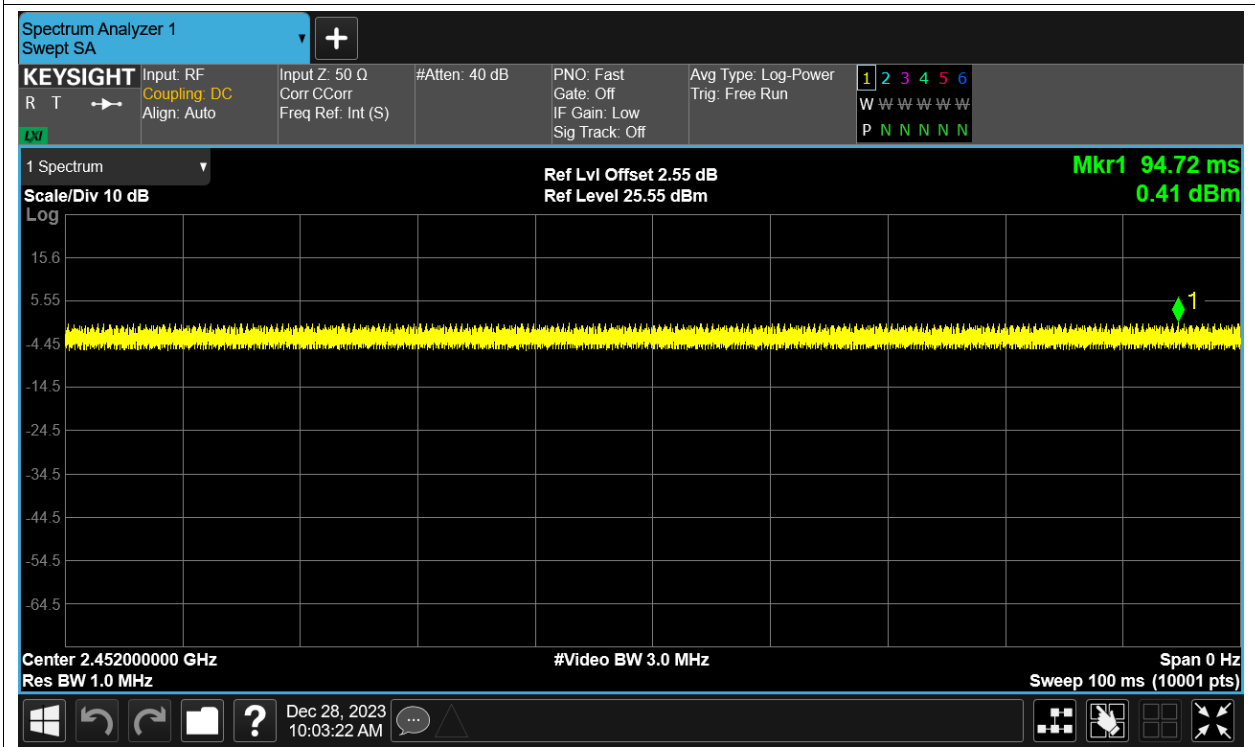 Spectrum Analyzer 1
Swept SA
+
KEYSIGHT
R T
LXI
Input: RF
Coupling: DC
Align: Auto
Input Z: 50 Ω
Corr CCorr
Freq Ref: Int (S)
#Atten: 40 dB
PNO: Fast
Gate: Off
IF Gain: Low
Sig Track: Off
Avg Type: Log-Power
Trig: Free Run
1 2 3 4 5 6
W W W W W W
P N N N N N
1 Spectrum
Scale/Div 10 dB
Log
Ref Lvl Offset 2.55 dB
Ref Level 25.55 dBm
Mkr1 94.72 ms
0.41 dBm
15.6
5.55
1
-4.45
-14.5
-24.5
-34.5
-44.5
-54.5
-64.5
Center 2.452000000 GHz
#Video BW 3.0 MHz
Span 0 Hz
Res BW 1.0 MHz
Sweep 100 ms (10001 pts)
?
Dec 28, 2023
10:03:22 AM